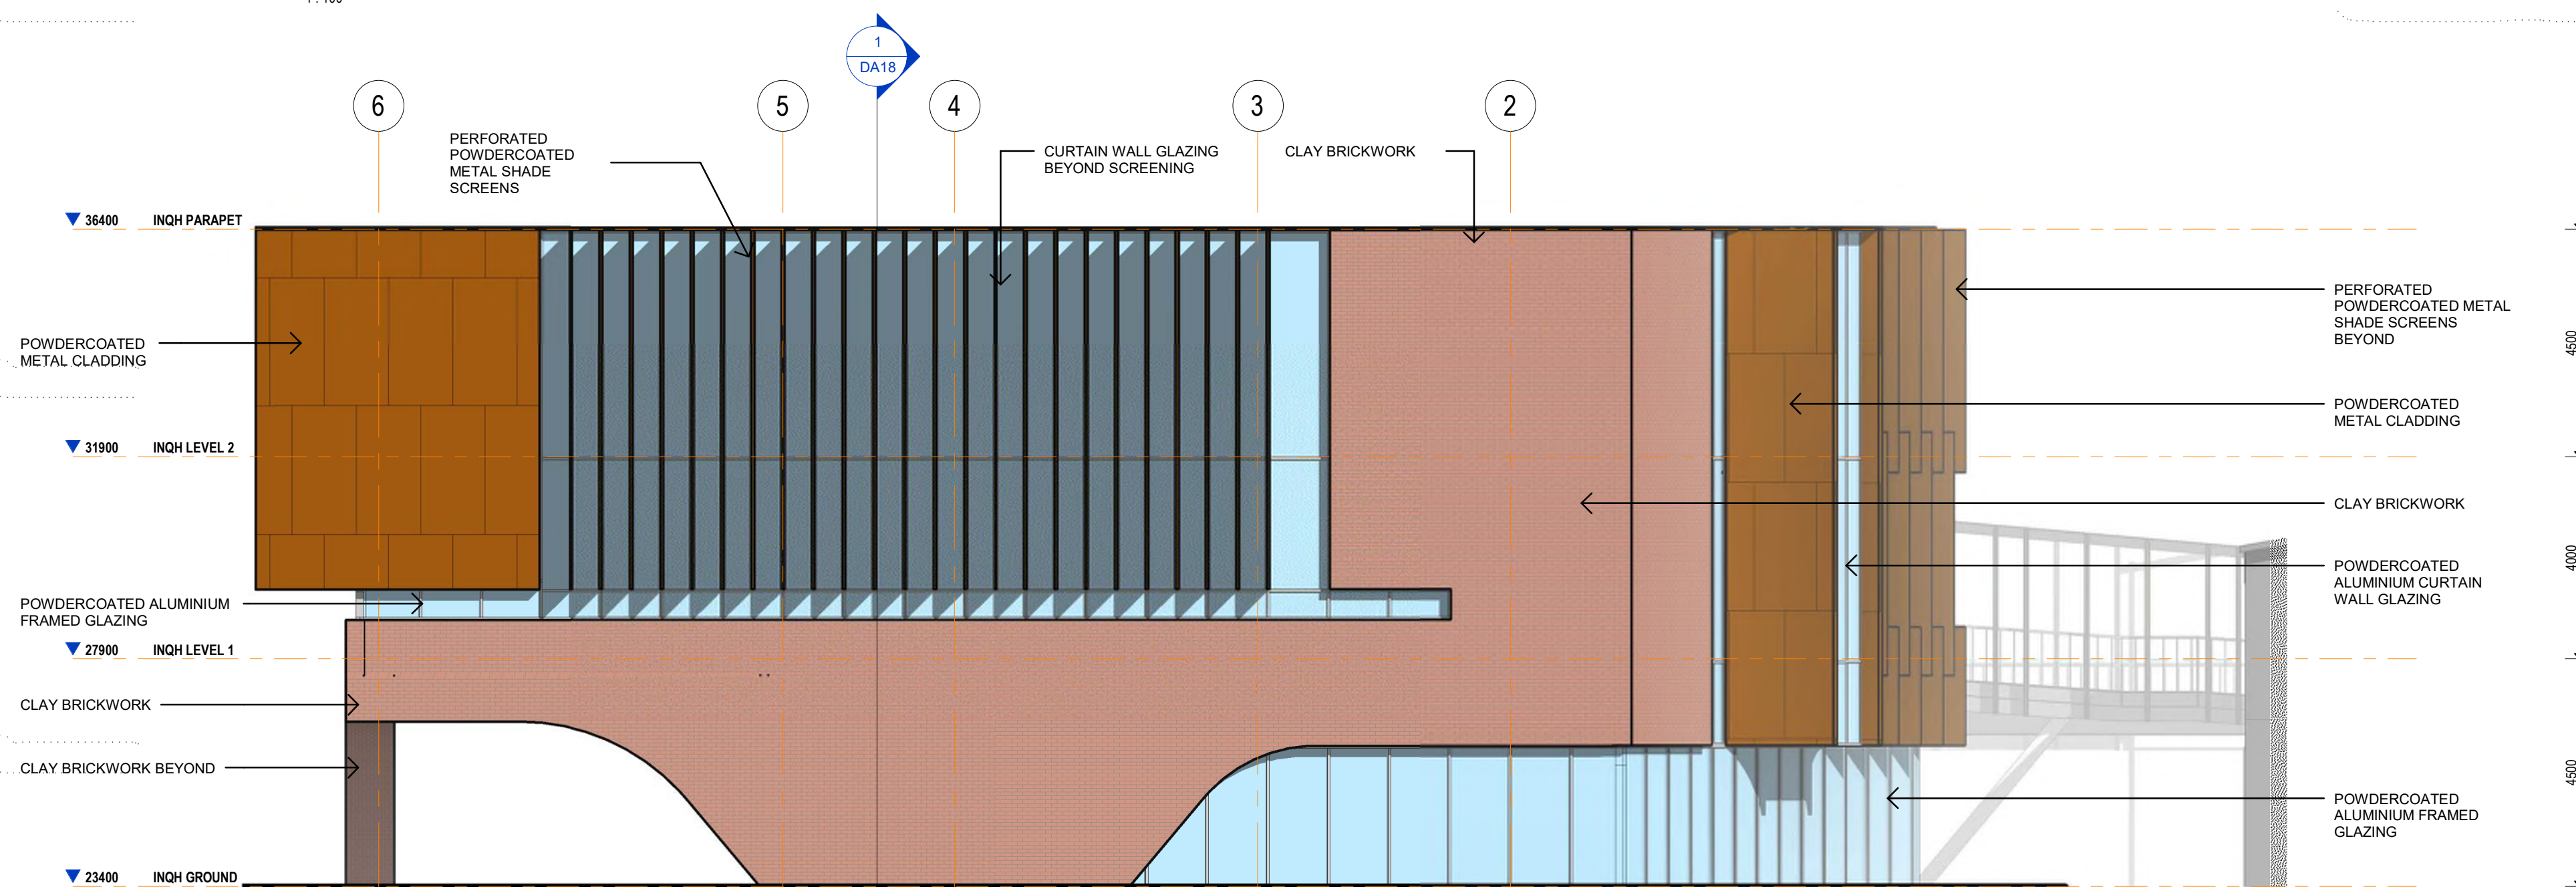 1
DA18
6
5
4
3
2
PERFORATED
POWDERCOATED
METAL SHADE
SCREENS
CURTAIN WALL GLAZING
BEYOND SCREENING
CLAY BRICKWORK
36400 INQH PARAPET
POWDERCOATED
METAL CLADDING
31900 INQH LEVEL 2
POWDERCOATED ALUMINIUM
FRAMED GLAZING
27900 INQH LEVEL 1
CLAY BRICKWORK
CLAY BRICKWORK BEYOND
23400 INQH GROUND
PERFORATED
POWDERCOATED METAL
SHADE SCREENS
BEYOND
POWDERCOATED
METAL CLADDING
CLAY BRICKWORK
POWDERCOATED
ALUMINIUM CURTAIN
WALL GLAZING
POWDERCOATED
ALUMINIUM FRAMED
GLAZING
4500
4000
4500